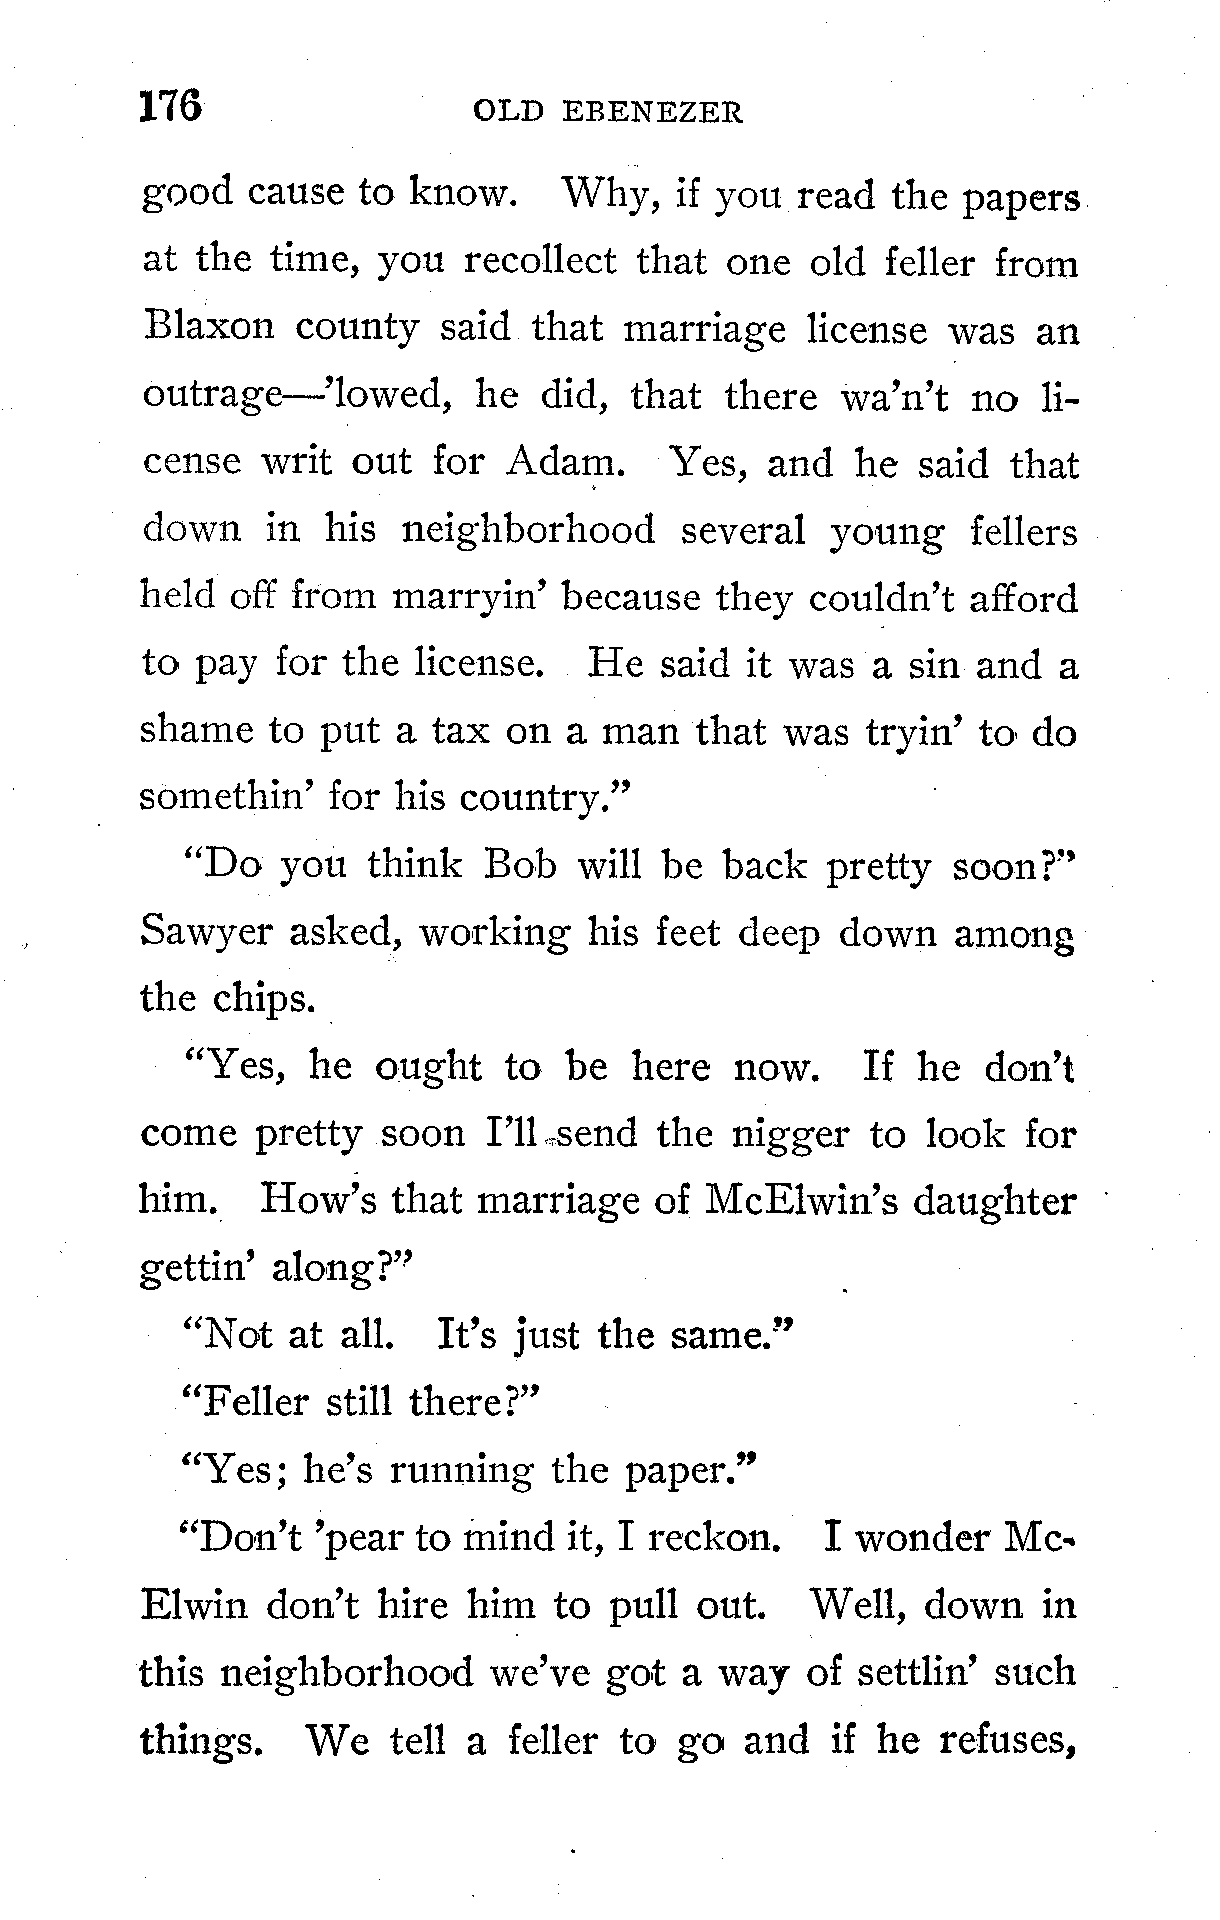 176 OLD EBENEZER
good cause to know. Why, if you read the papers
at the time, you recollect that one old feller from
Blaxon county said that marriage license was an
outrage—'lowed, he did, that there wa'n't no li-
cense writ out for Adam. Yes, and he said that
down in his neighborhood several young fellers
held off from marryin' because they couldn't afford
to pay for the license. He said it was a sin and a
shame to put a tax on a man that was tryin' to do
somethin' for his country."
"Do you think Bob will be back pretty soon?"
Sawyer asked, working his feet deep down among
the chips.
"Yes, he ought to be here now. If he don't
come pretty soon I'll send the nigger to look for
him. How's that marriage of McElwin's daughter
gettin' along?"
"Not at all. It's just the same."
"Feller still there?"
"Yes; he's running the paper."
"Don't 'pear to mind it, I reckon. I wonder Mc-
Elwin don't hire him to pull out. Well, down in
this neighborhood we've got a way of settlin' such
things. We tell a feller to go and if he refuses,